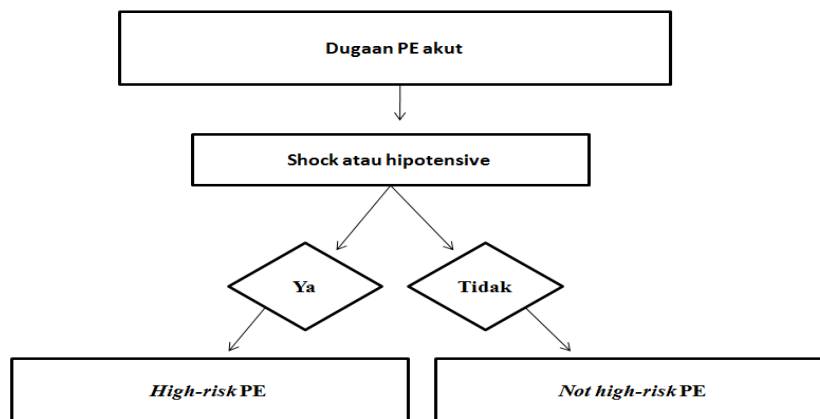 Dugaan PE akut
Shock atau hipotensive
Ya
Tidak
High-risk PE
Not high-risk PE